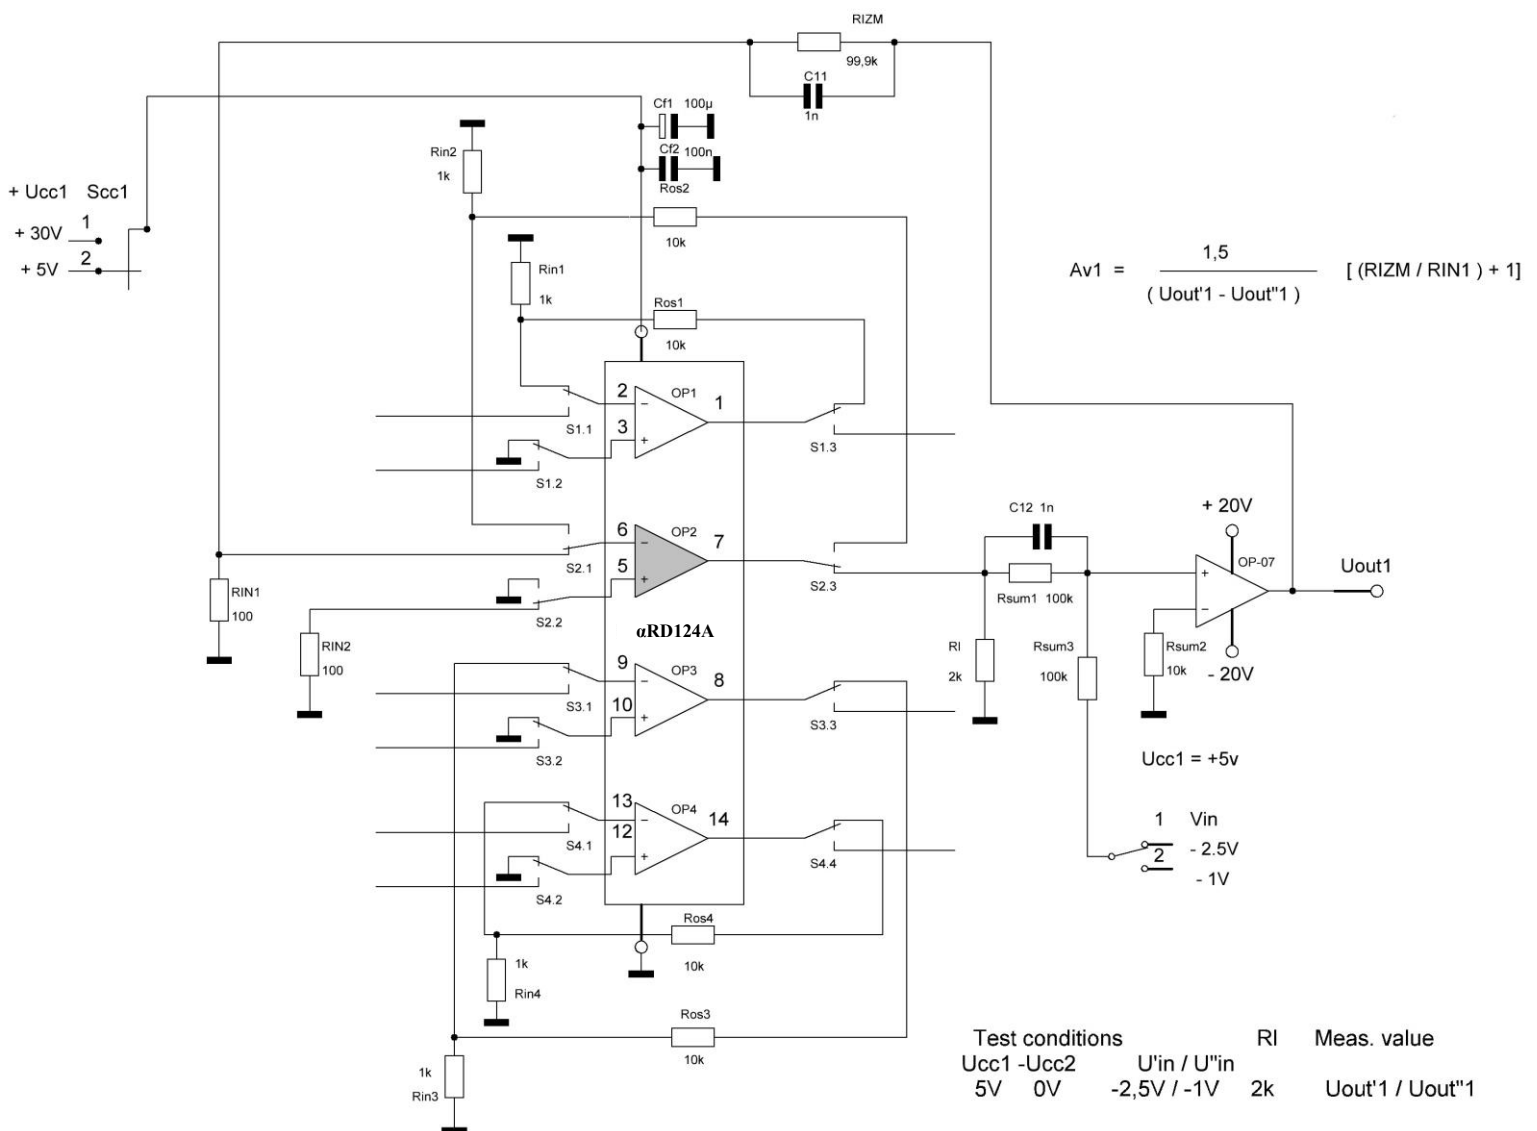 RIZM
99,9k
C11
1n
Cf1 100µ
Cf2 100n
Rin2
1k
Ros2
10k
+ Ucc1 Scc1
1
+ 30V
2
+ 5V
Rin1
1k
Ros1
10k
Av1 = 1,5 [ (RIZM / RIN1 ) + 1]
( Uout'1 - Uout"1 )
2 − OP1 1
3 +
S1.1
S1.2
S1.3
6 − OP2 7
5 +
S2.1
S2.2
S2.3
RIN1
100
RIN2
100
αRD124A
C12 1n
Rsum1 100k
+ 20V
+ OP-07
−
Uout1
Rl
2k
Rsum3
100k
Rsum2
10k
- 20V
9 − OP3 8
10 +
S3.1
S3.2
S3.3
Ucc1 = +5v
13 − OP4 14
12 +
S4.1
S4.2
S4.4
1 Vin
- 2.5V
2
- 1V
Ros4
10k
1k
Rin4
Ros3
10k
1k
Rin3
Test conditions Rl Meas. value
Ucc1 -Ucc2 U'in / U"in
5V 0V -2,5V / -1V 2k Uout'1 / Uout"1